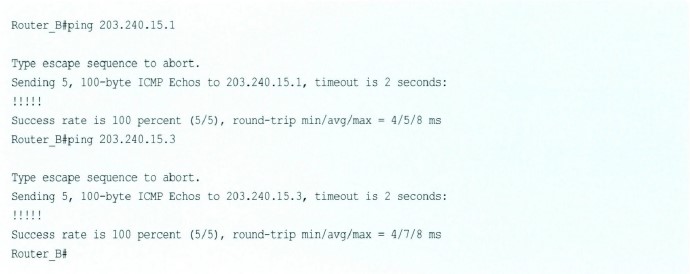 Router_B#ping 203.240.15.1
Type escape sequence to abort.
Sending 5, 100-byte ICMP Echos to 203.240.15.1, timeout is 2 seconds:
!!!!!
Success rate is 100 percent (5/5), round-trip min/avg/max = 4/5/8 ms
Router_B#ping 203.240.15.3
Type escape sequence to abort.
Sending 5, 100-byte ICMP Echos to 203.240.15.3, timeout is 2 seconds:
!!!!!
Success rate is 100 percent (5/5), round-trip min/avg/max = 4/7/8 ms
Router_B#